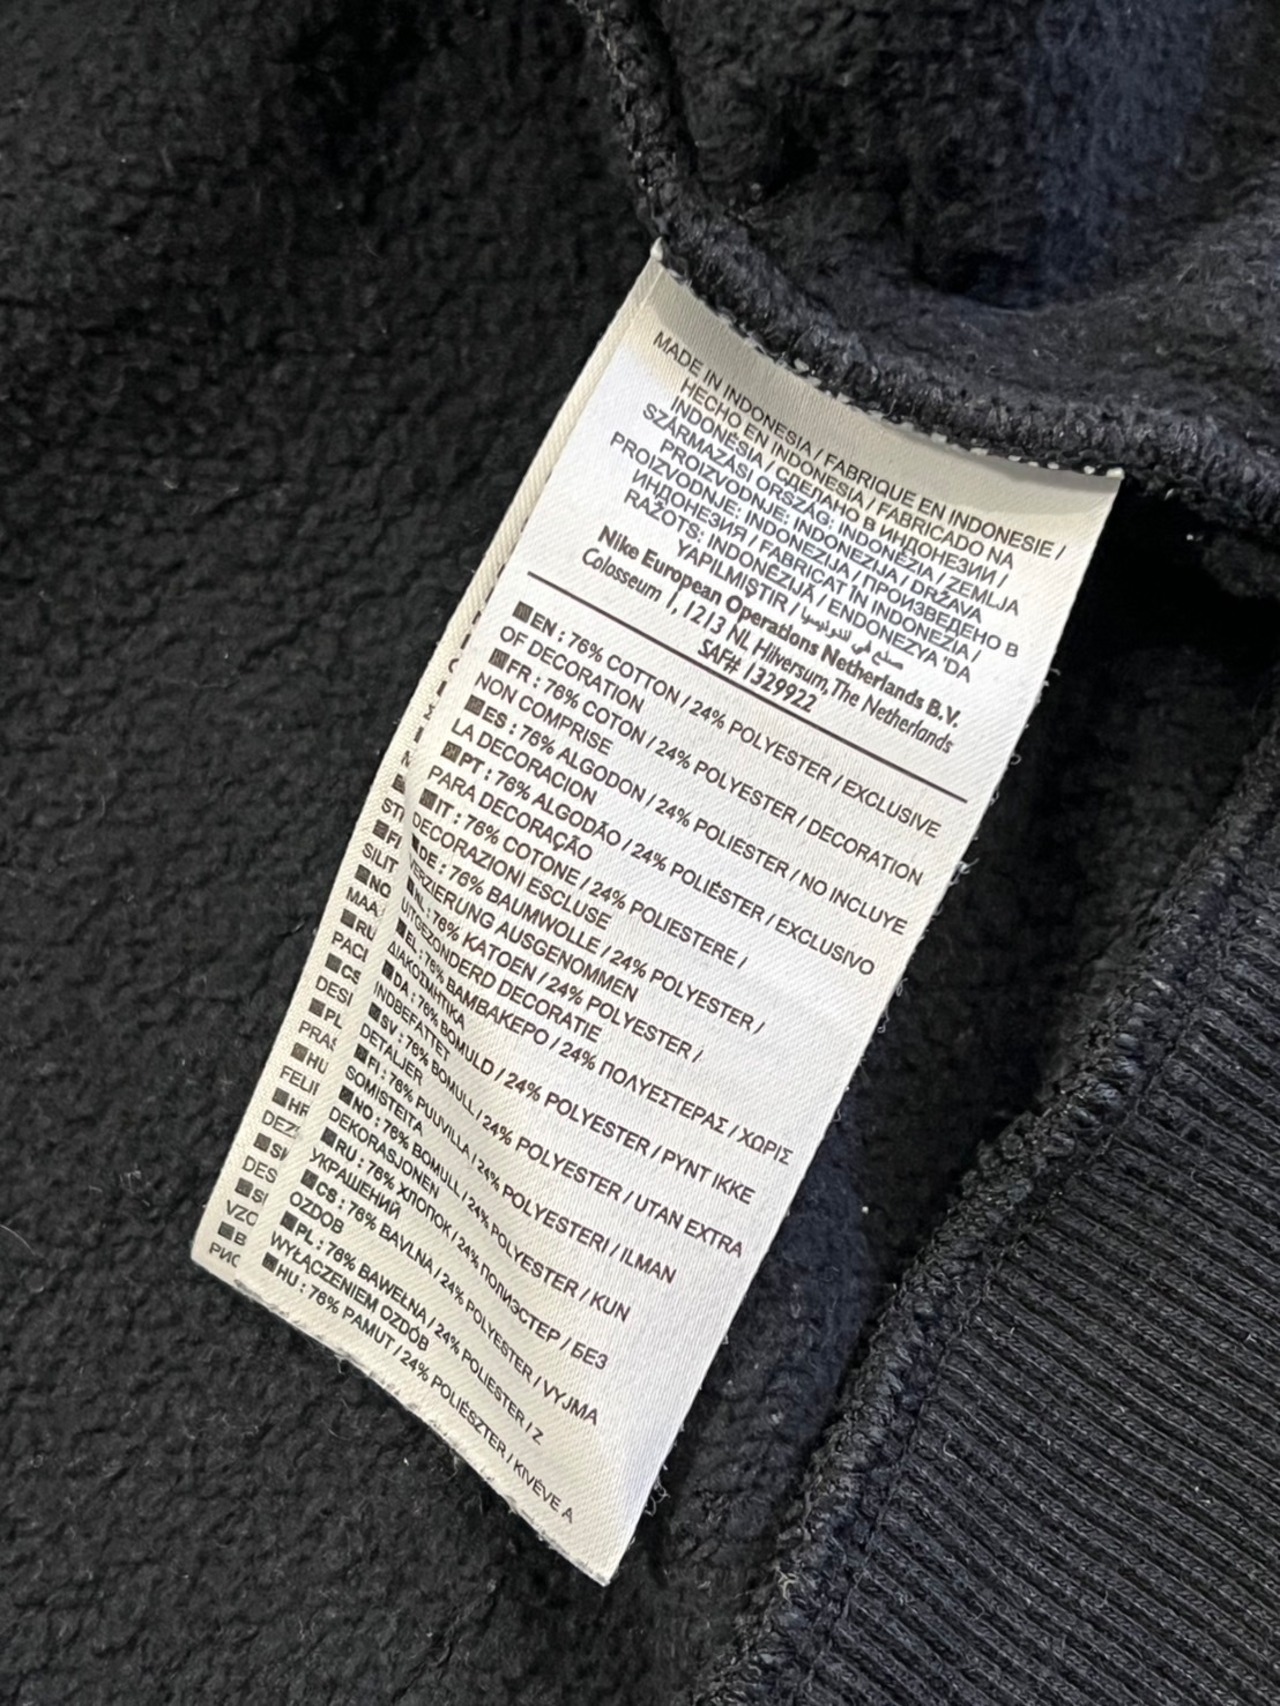 MADE IN INDONESIA / FABRIQUE EN INDONESIE /
HECHO EN INDONESIA / FABRICADO NA
INDONÉSIA / СДЕЛАНО В ИНДОНЕЗИИ /
SZÁRMAZÁSI ORSZÁG: INDONÉZIA / ZEMLJA
PROIZVODNJE: INDONEZIJA / DRŽAVA
PROIZVODNJE: INDONEZIJA / ПРОИЗВЕДЕНО В
ИНДОНЕЗИЯ / FABRICAT ÎN INDONEZIA /
RAŽOTS: INDONĒZIJA / ENDONEZYA 'DA
YAPILMIŞTIR / صنع في اندونيسيا
Nike European Operations Netherlands B.V.
Colosseum 1, 1213 NL Hilversum, The Netherlands
SAF# 1329922
EN : 76% COTTON / 24% POLYESTER / EXCLUSIVE
OF DECORATION
FR : 76% COTON / 24% POLYESTER / DECORATION
NON COMPRISE
ES : 76% ALGODON / 24% POLIESTER / NO INCLUYE
LA DECORACION
PT : 76% ALGODÃO / 24% POLIÉSTER / EXCLUSIVO
PARA DECORAÇÃO
IT : 76% COTONE / 24% POLIESTERE /
DECORAZIONI ESCLUSE
DE : 76% BAUMWOLLE / 24% POLYESTER /
VERZIERUNG AUSGENOMMEN
NL : 76% KATOEN / 24% POLYESTER /
UITGEZONDERD DECORATIE
EL : 76% ΒΑΜΒΑΚΕΡΟ / 24% ΠΟΛΥΕΣΤΕΡΑΣ / ΧΩΡΙΣ
ΔΙΑΚΟΣΜΗΤΙΚΑ
DA : 76% BOMULD / 24% POLYESTER / PYNT IKKE
INDBEFATTET
SV : 76% BOMULL / 24% POLYESTER / UTAN EXTRA
DETALJER
FI : 76% PUUVILLA / 24% POLYESTERI / ILMAN
SOMISTEITA
NO : 76% BOMULL / 24% POLYESTER / KUN
DEKORASJONEN
RU : 76% ХЛОПОК / 24% ПОЛИЭСТЕР / БЕЗ
УКРАШЕНИЙ
CS : 76% BAVLNA / 24% POLYESTER / VYJMA
OZDOB
PL : 76% BAWEŁNA / 24% POLIESTER / Z
WYŁĄCZENIEM OZDÓB
HU : 76% PAMUT / 24% POLIÉSZTER / KIVÉVE A